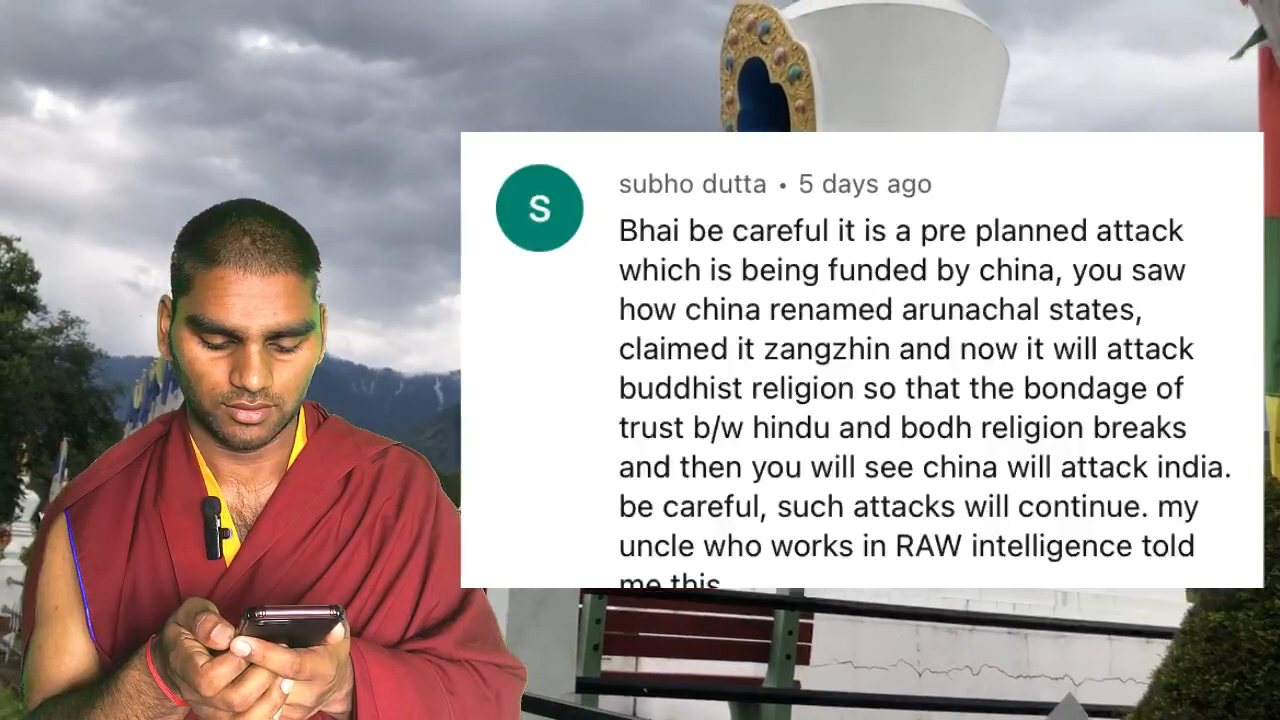 S
subho dutta • 5 days ago
Bhai be careful it is a pre planned attack
which is being funded by china, you saw
how china renamed arunachal states,
claimed it zangzhin and now it will attack
buddhist religion so that the bondage of
trust b/w hindu and bodh religion breaks
and then you will see china will attack india.
be careful, such attacks will continue. my
uncle who works in RAW intelligence told
me this